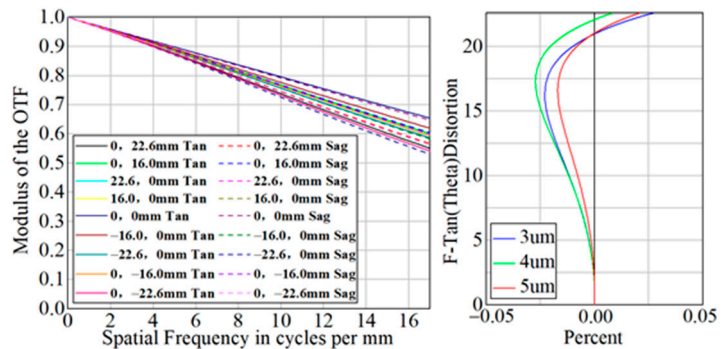 Modulus of the OTF
1.0
0.9
0.8
0.7
0.6
0.5
0.4
0.3
0.2
0.1
0.0
0，22.6mm Tan
0，16.0mm Tan
22.6，0mm Tan
16.0，0mm Tan
0，0mm Tan
−16.0，0mm Tan
−22.6，0mm Tan
0，−16.0mm Tan
0，−22.6mm Tan
0，22.6mm Sag
0，16.0mm Sag
22.6，0mm Sag
16.0，0mm Sag
0，0mm Sag
−16.0，0mm Sag
−22.6，0mm Sag
0，−16.0mm Sag
0，−22.6mm Sag
0 2 4 6 8 10 12 14 16
Spatial Frequency in cycles per mm
F-Tan(Theta)Distortion
20
15
10
5
0
3um
4um
5um
−0.05 0.00 0.05
Percent